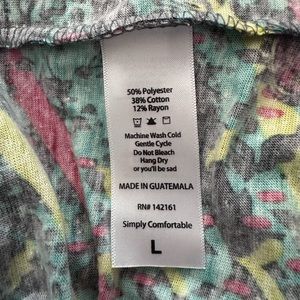 50% Polyester
38% Cotton
12% Rayon
Machine Wash Cold
Gentle Cycle
Do Not Bleach
Hang Dry
or you'll be sad
MADE IN GUATEMALA
RN# 142161
Simply Comfortable
L